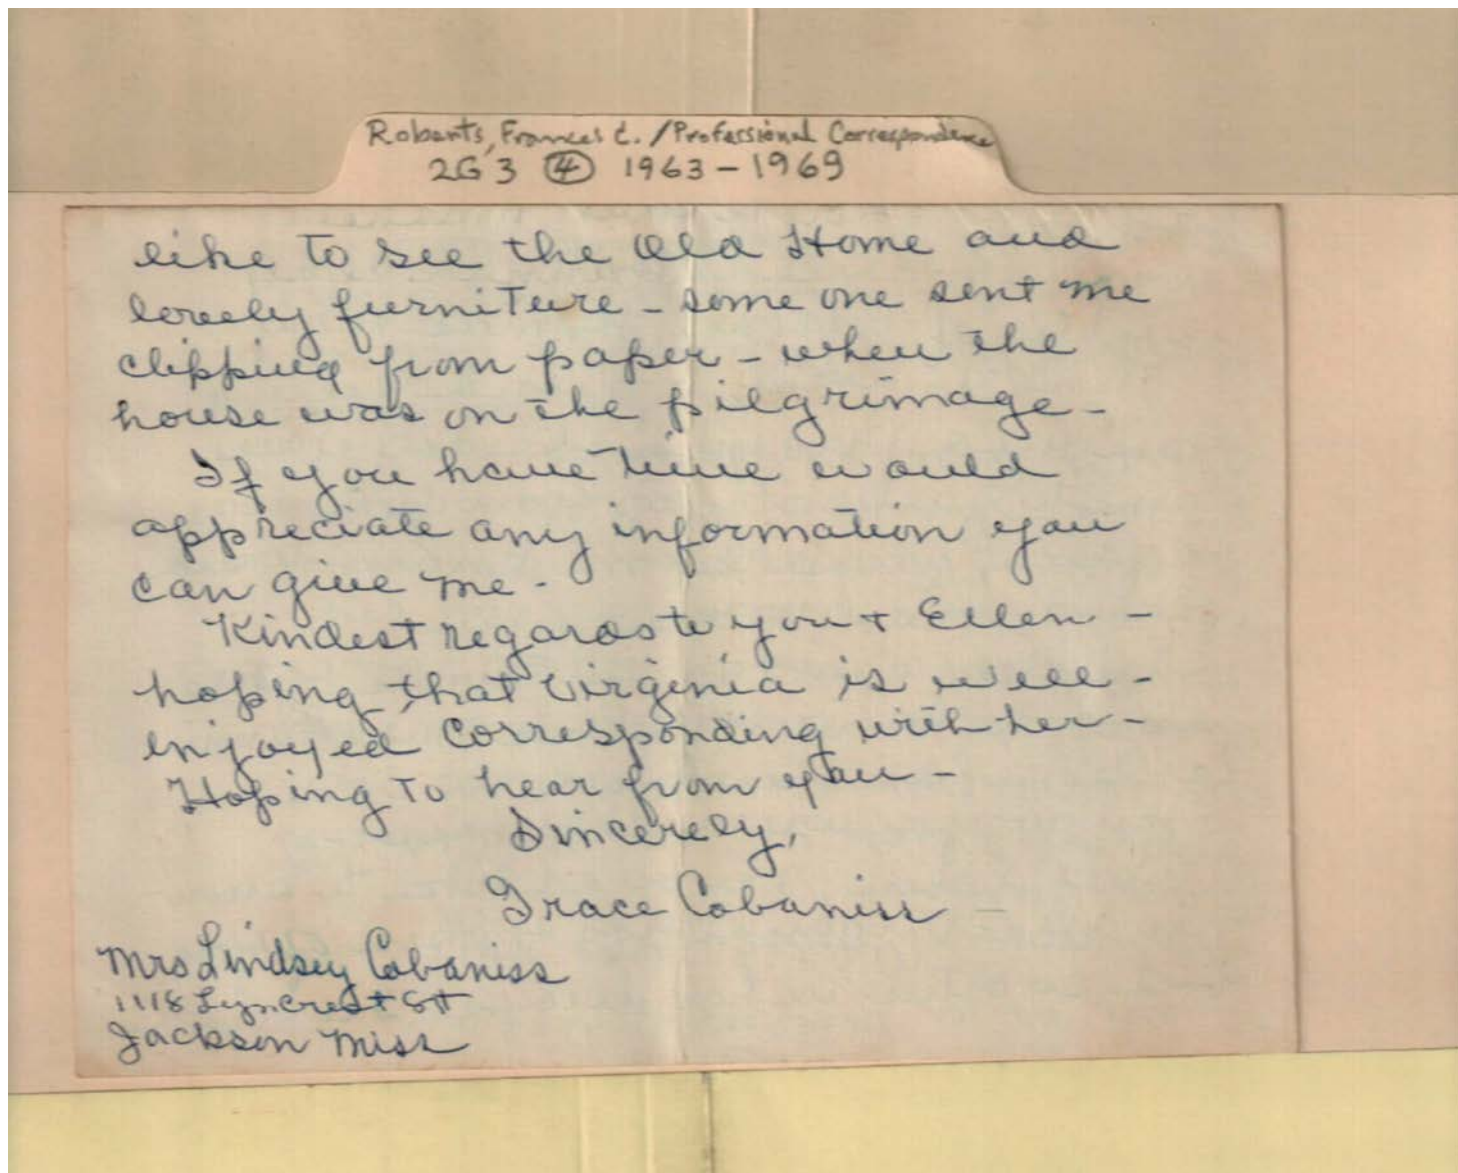 Roberts, Frances C. / Professional Correspondence
2G3 ④ 1963-1969
like to see the Old Home and
lovely furniture - some one sent me
clipping from paper - when the
house was on the pilgrimage -
If you have time would
appreciate any information you
can give me -
Kindest regards to you + Ellen -
hoping that Virginia is well -
enjoyed corresponding with her -
Hoping to hear from you -
Sincerely,
Grace Cabaniss
Mrs Lindsey Cabaniss
1118 Lyncrest St
Jackson Miss